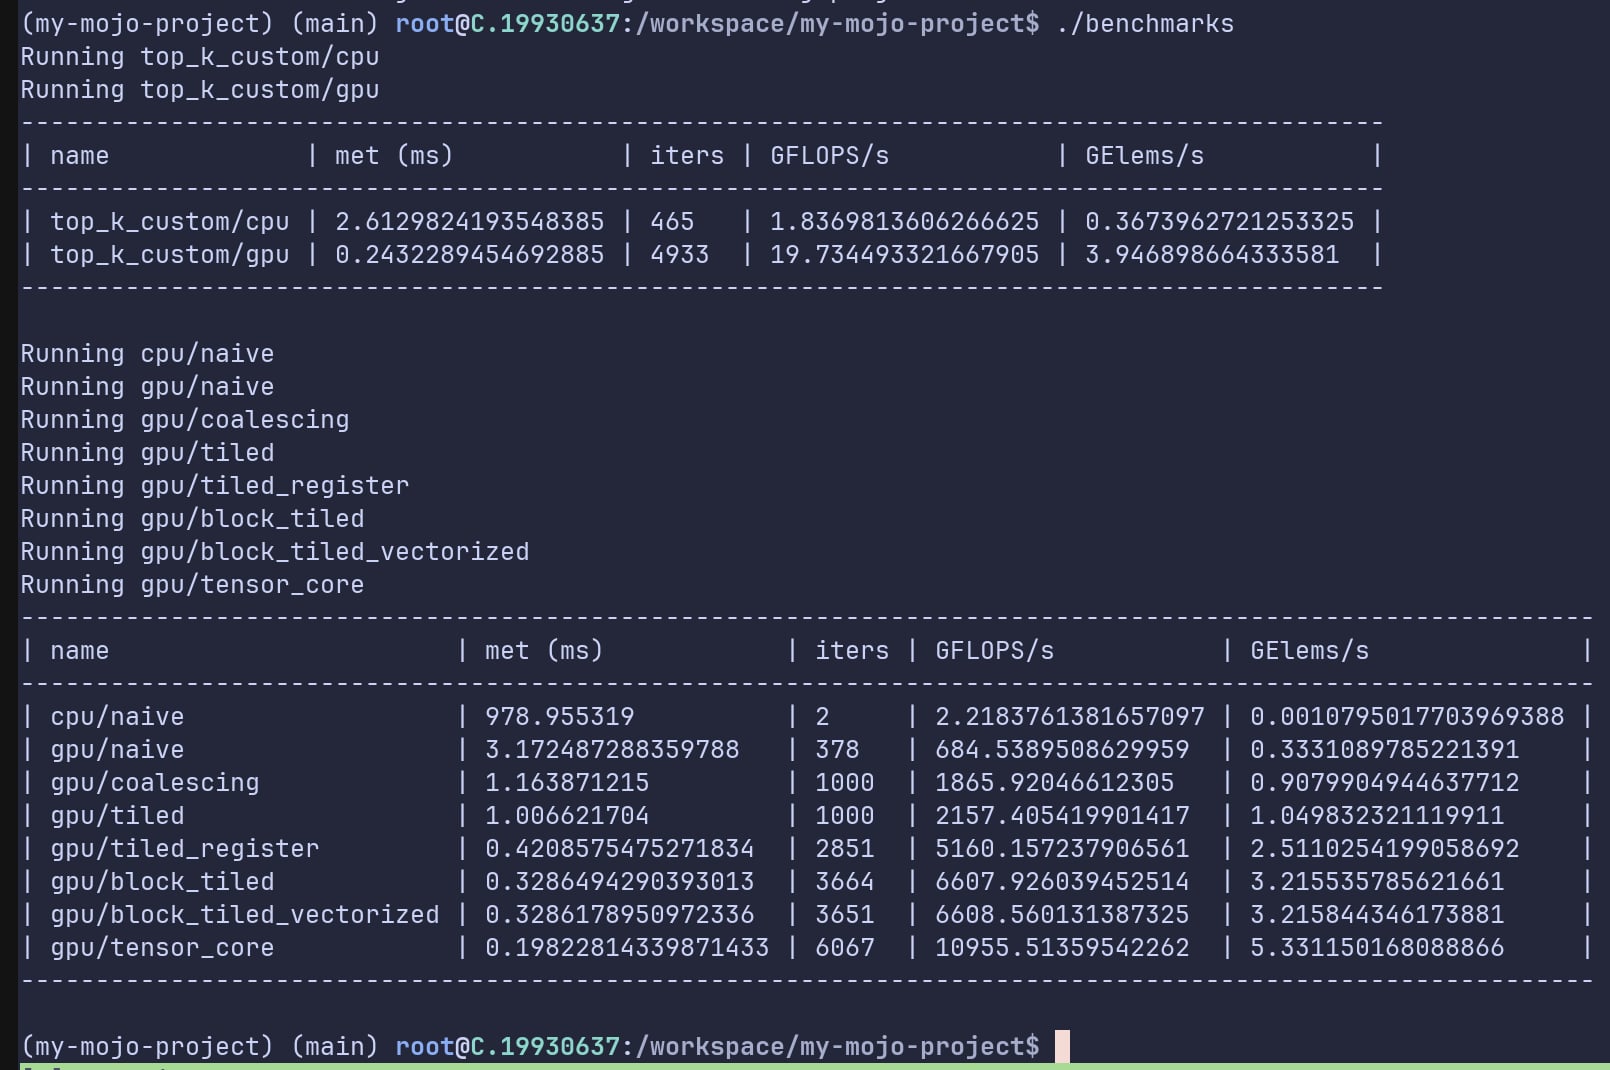 (my-mojo-project) (main) root@C.19930637:/workspace/my-mojo-project$ ./benchmarks
Running top_k_custom/cpu
Running top_k_custom/gpu
-------------------------------------------------------------------------------------------
| name             | met (ms)           | iters | GFLOPS/s           | GElems/s           |
-------------------------------------------------------------------------------------------
| top_k_custom/cpu | 2.6129824193548385 | 465   | 1.8369813606266625 | 0.3673962721253325 |
| top_k_custom/gpu | 0.2432289454692885 | 4933  | 19.734493321667905 | 3.946898664333581  |
-------------------------------------------------------------------------------------------
Running cpu/naive
Running gpu/naive
Running gpu/coalescing
Running gpu/tiled
Running gpu/tiled_register
Running gpu/block_tiled
Running gpu/block_tiled_vectorized
Running gpu/tensor_core
---------------------------------------------------------------------------------------------------------
| name                       | met (ms)            | iters | GFLOPS/s           | GElems/s              |
---------------------------------------------------------------------------------------------------------
| cpu/naive                  | 978.955319          | 2     | 2.2183761381657097 | 0.0010795017703969388 |
| gpu/naive                  | 3.172487288359788   | 378   | 684.5389508629959  | 0.3331089785221391    |
| gpu/coalescing             | 1.163871215         | 1000  | 1865.92046612305   | 0.9079904944637712    |
| gpu/tiled                  | 1.006621704         | 1000  | 2157.405419901417  | 1.049832321119911     |
| gpu/tiled_register         | 0.4208575475271834  | 2851  | 5160.157237906561  | 2.5110254199058692    |
| gpu/block_tiled            | 0.3286494290393013  | 3664  | 6607.926039452514  | 3.215535785621661     |
| gpu/block_tiled_vectorized | 0.3286178950972336  | 3651  | 6608.560131387325  | 3.215844346173881     |
| gpu/tensor_core            | 0.19822814339871433 | 6067  | 10955.51359542262  | 5.331150168088866     |
---------------------------------------------------------------------------------------------------------
(my-mojo-project) (main) root@C.19930637:/workspace/my-mojo-project$